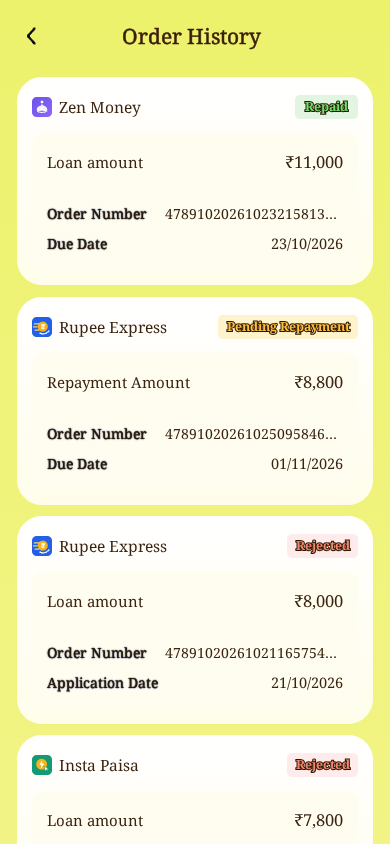 Order History
Zen Money
Repaid
Loan amount ₹11,000
Order Number 47891020261023215813...
Due Date 23/10/2026
Rupee Express
Pending Repayment
Repayment Amount ₹8,800
Order Number 47891020261025095846...
Due Date 01/11/2026
Rupee Express
Rejected
Loan amount ₹8,000
Order Number 47891020261021165754...
Application Date 21/10/2026
Insta Paisa
Rejected
Loan amount ₹7,800